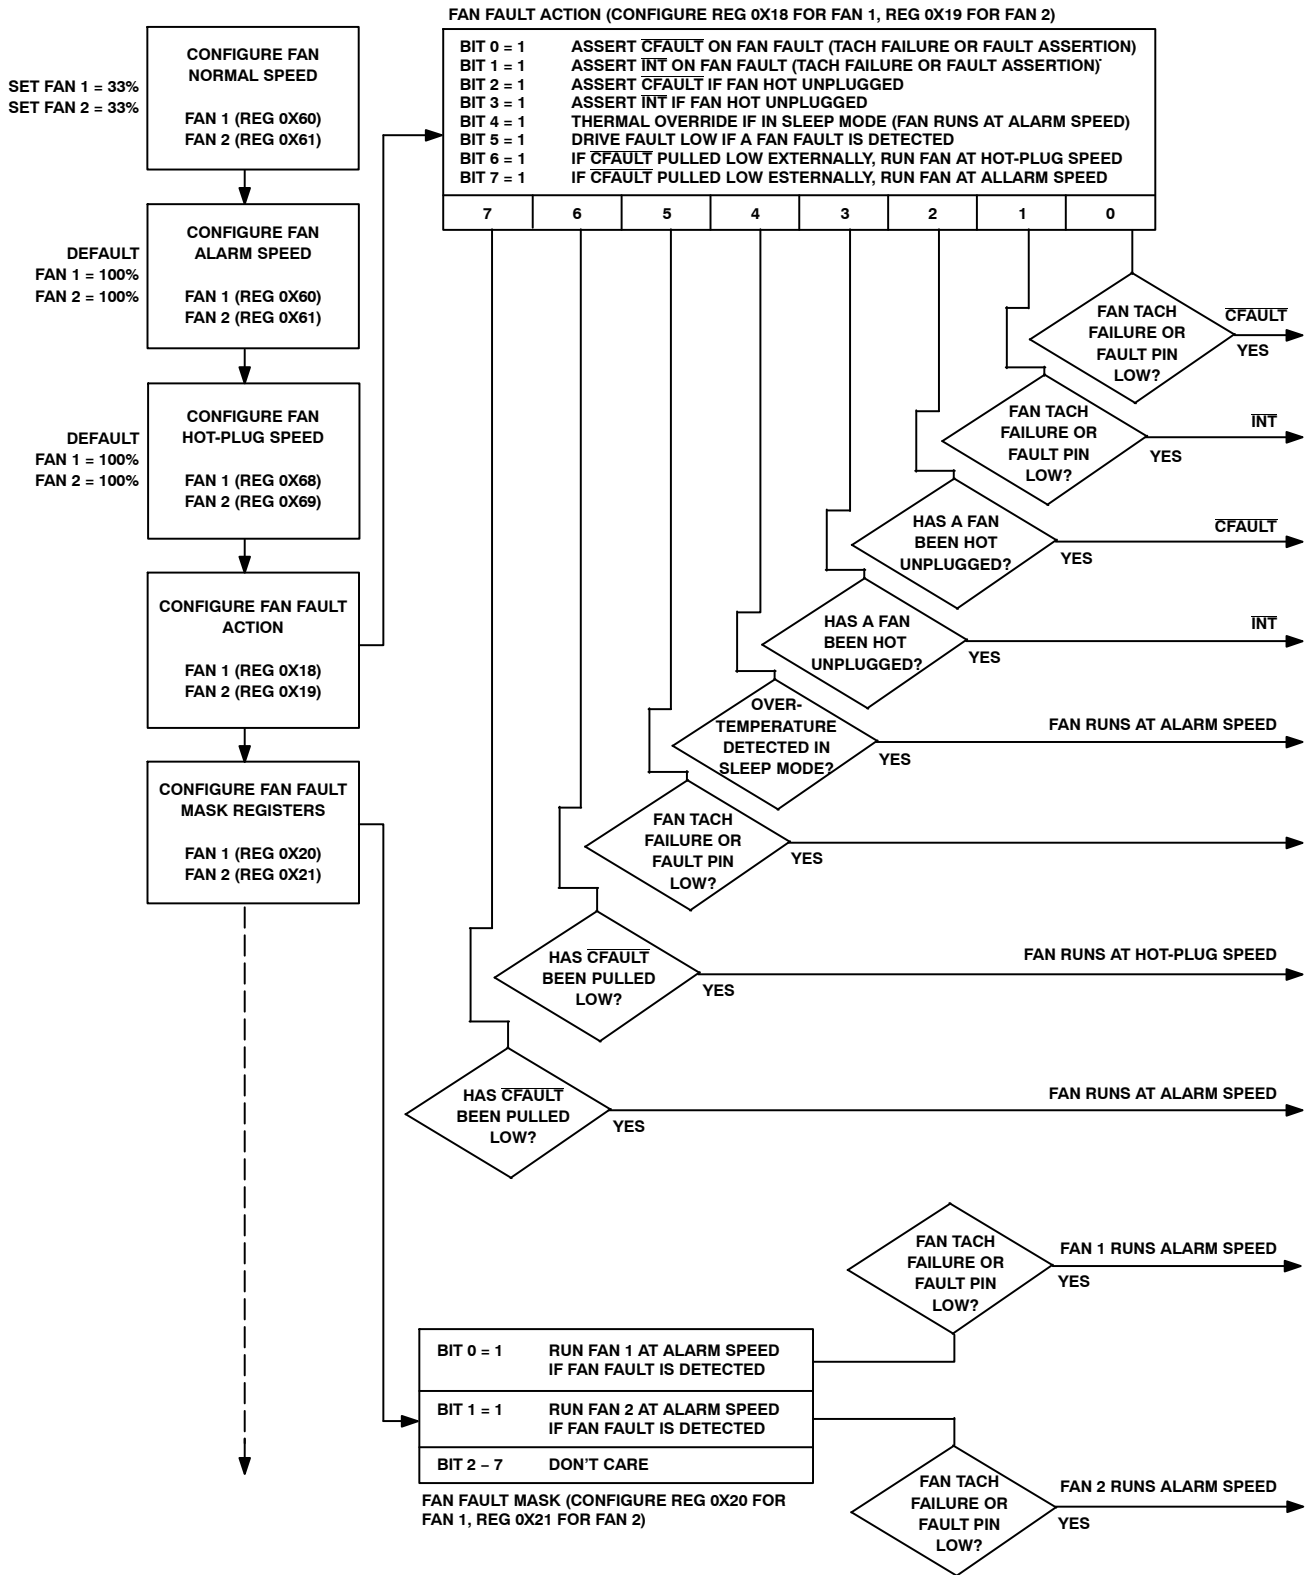 FAN FAULT ACTION (CONFIGURE REG 0X18 FOR FAN 1, REG 0X19 FOR FAN 2)
BIT 0 = 1 ASSERT CFAULT ON FAN FAULT (TACH FAILURE OR FAULT ASSERTION)
BIT 1 = 1 ASSERT INT ON FAN FAULT (TACH FAILURE OR FAULT ASSERTION)
BIT 2 = 1 ASSERT CFAULT IF FAN HOT UNPLUGGED
BIT 3 = 1 ASSERT INT IF FAN HOT UNPLUGGED
BIT 4 = 1 THERMAL OVERRIDE IF IN SLEEP MODE (FAN RUNS AT ALARM SPEED)
BIT 5 = 1 DRIVE FAULT LOW IF A FAN FAULT IS DETECTED
BIT 6 = 1 IF CFAULT PULLED LOW EXTERNALLY, RUN FAN AT HOT-PLUG SPEED
BIT 7 = 1 IF CFAULT PULLED LOW ESTERNALLY, RUN FAN AT ALLARM SPEED
7 6 5 4 3 2 1 0
SET FAN 1 = 33%
SET FAN 2 = 33%
CONFIGURE FAN
NORMAL SPEED
FAN 1 (REG 0X60)
FAN 2 (REG 0X61)
DEFAULT
FAN 1 = 100%
FAN 2 = 100%
CONFIGURE FAN
ALARM SPEED
FAN 1 (REG 0X60)
FAN 2 (REG 0X61)
DEFAULT
FAN 1 = 100%
FAN 2 = 100%
CONFIGURE FAN
HOT-PLUG SPEED
FAN 1 (REG 0X68)
FAN 2 (REG 0X69)
CONFIGURE FAN FAULT
ACTION
FAN 1 (REG 0X18)
FAN 2 (REG 0X19)
CONFIGURE FAN FAULT
MASK REGISTERS
FAN 1 (REG 0X20)
FAN 2 (REG 0X21)
FAN TACH
FAILURE OR
FAULT PIN
LOW?
CFAULT
YES
FAN TACH
FAILURE OR
FAULT PIN
LOW?
INT
YES
HAS A FAN
BEEN HOT
UNPLUGGED?
CFAULT
YES
HAS A FAN
BEEN HOT
UNPLUGGED?
INT
YES
OVER-
TEMPERATURE
DETECTED IN
SLEEP MODE?
FAN RUNS AT ALARM SPEED
YES
FAN TACH
FAILURE OR
FAULT PIN
LOW?
YES
HAS CFAULT
BEEN PULLED
LOW?
FAN RUNS AT HOT-PLUG SPEED
YES
HAS CFAULT
BEEN PULLED
LOW?
FAN RUNS AT ALARM SPEED
YES
FAN TACH
FAILURE OR
FAULT PIN
LOW?
FAN 1 RUNS ALARM SPEED
YES
BIT 0 = 1 RUN FAN 1 AT ALARM SPEED
IF FAN FAULT IS DETECTED
BIT 1 = 1 RUN FAN 2 AT ALARM SPEED
IF FAN FAULT IS DETECTED
BIT 2 – 7 DON'T CARE
FAN FAULT MASK (CONFIGURE REG 0X20 FOR
FAN 1, REG 0X21 FOR FAN 2)
FAN TACH
FAILURE OR
FAULT PIN
LOW?
FAN 2 RUNS ALARM SPEED
YES